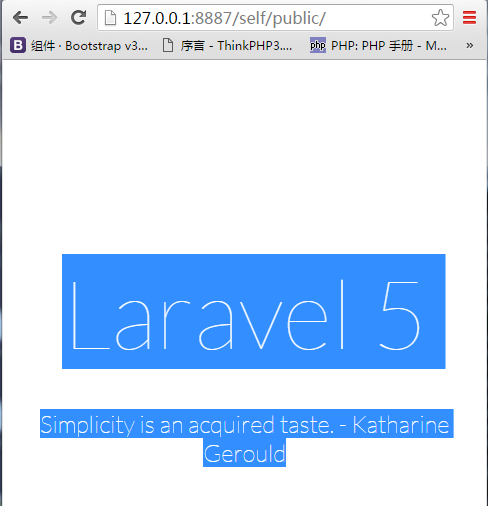 127.0.0.1:8887/self/public/
B 组件 · Bootstrap v3... 序言 - ThinkPHP3.... php PHP: PHP 手册 - M... »
Laravel 5
Simplicity is an acquired taste. - Katharine
Gerould